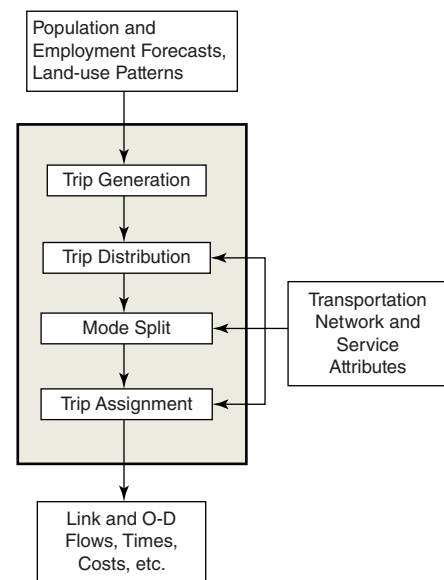 Population and
Employment Forecasts,
Land-use Patterns
Trip Generation
Trip Distribution
Mode Split
Trip Assignment
Transportation
Network and
Service
Attributes
Link and O-D
Flows, Times,
Costs, etc.